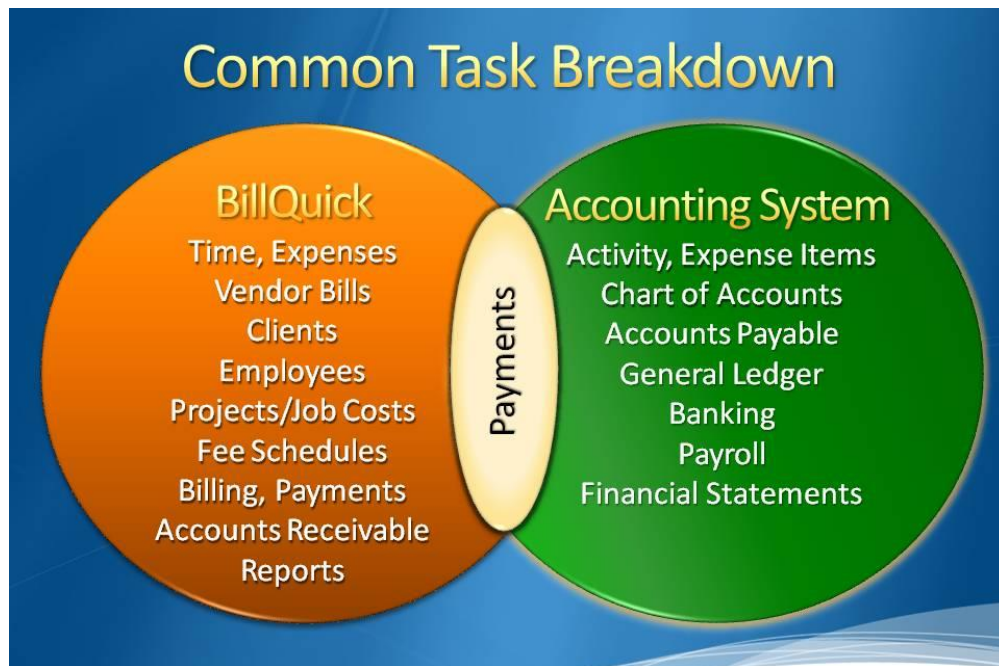 Common Task Breakdown
BillQuick
Time, Expenses
Vendor Bills
Clients
Employees
Projects/Job Costs
Fee Schedules
Billing, Payments
Accounts Receivable
Reports
Payments
Accounting System
Activity, Expense Items
Chart of Accounts
Accounts Payable
General Ledger
Banking
Payroll
Financial Statements